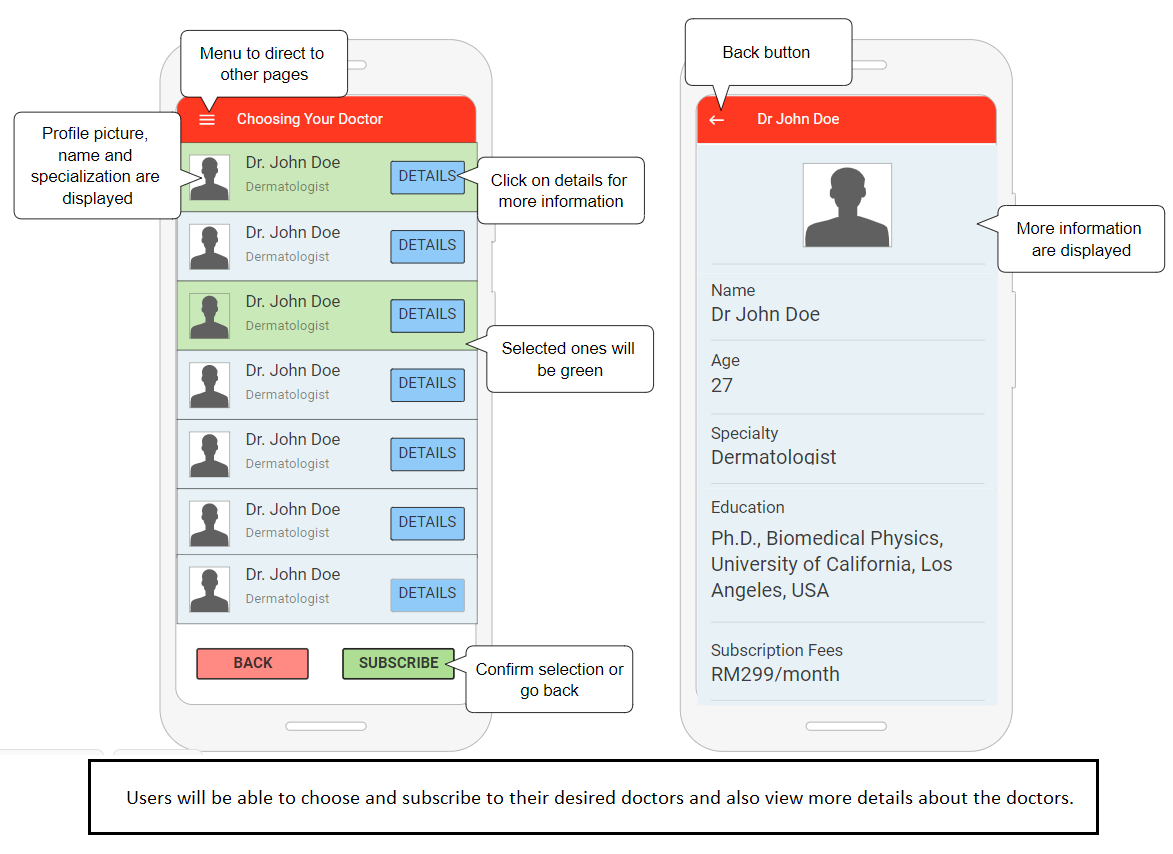 Menu to direct to
other pages
Choosing Your Doctor
Profile picture,
name and
specialization are
displayed
Dr. John Doe
Dermatologist
DETAILS
Click on details for
more information
Dr. John Doe
Dermatologist
DETAILS
Dr. John Doe
Dermatologist
DETAILS
Selected ones will
be green
Dr. John Doe
Dermatologist
DETAILS
Dr. John Doe
Dermatologist
DETAILS
Dr. John Doe
Dermatologist
DETAILS
Dr. John Doe
Dermatologist
DETAILS
BACK
SUBSCRIBE
Confirm selection or
go back
Back button
Dr John Doe
More information
are displayed
Name
Dr John Doe
Age
27
Specialty
Dermatologist
Education
Ph.D., Biomedical Physics,
University of California, Los
Angeles, USA
Subscription Fees
RM299/month
Users will be able to choose and subscribe to their desired doctors and also view more details about the doctors.